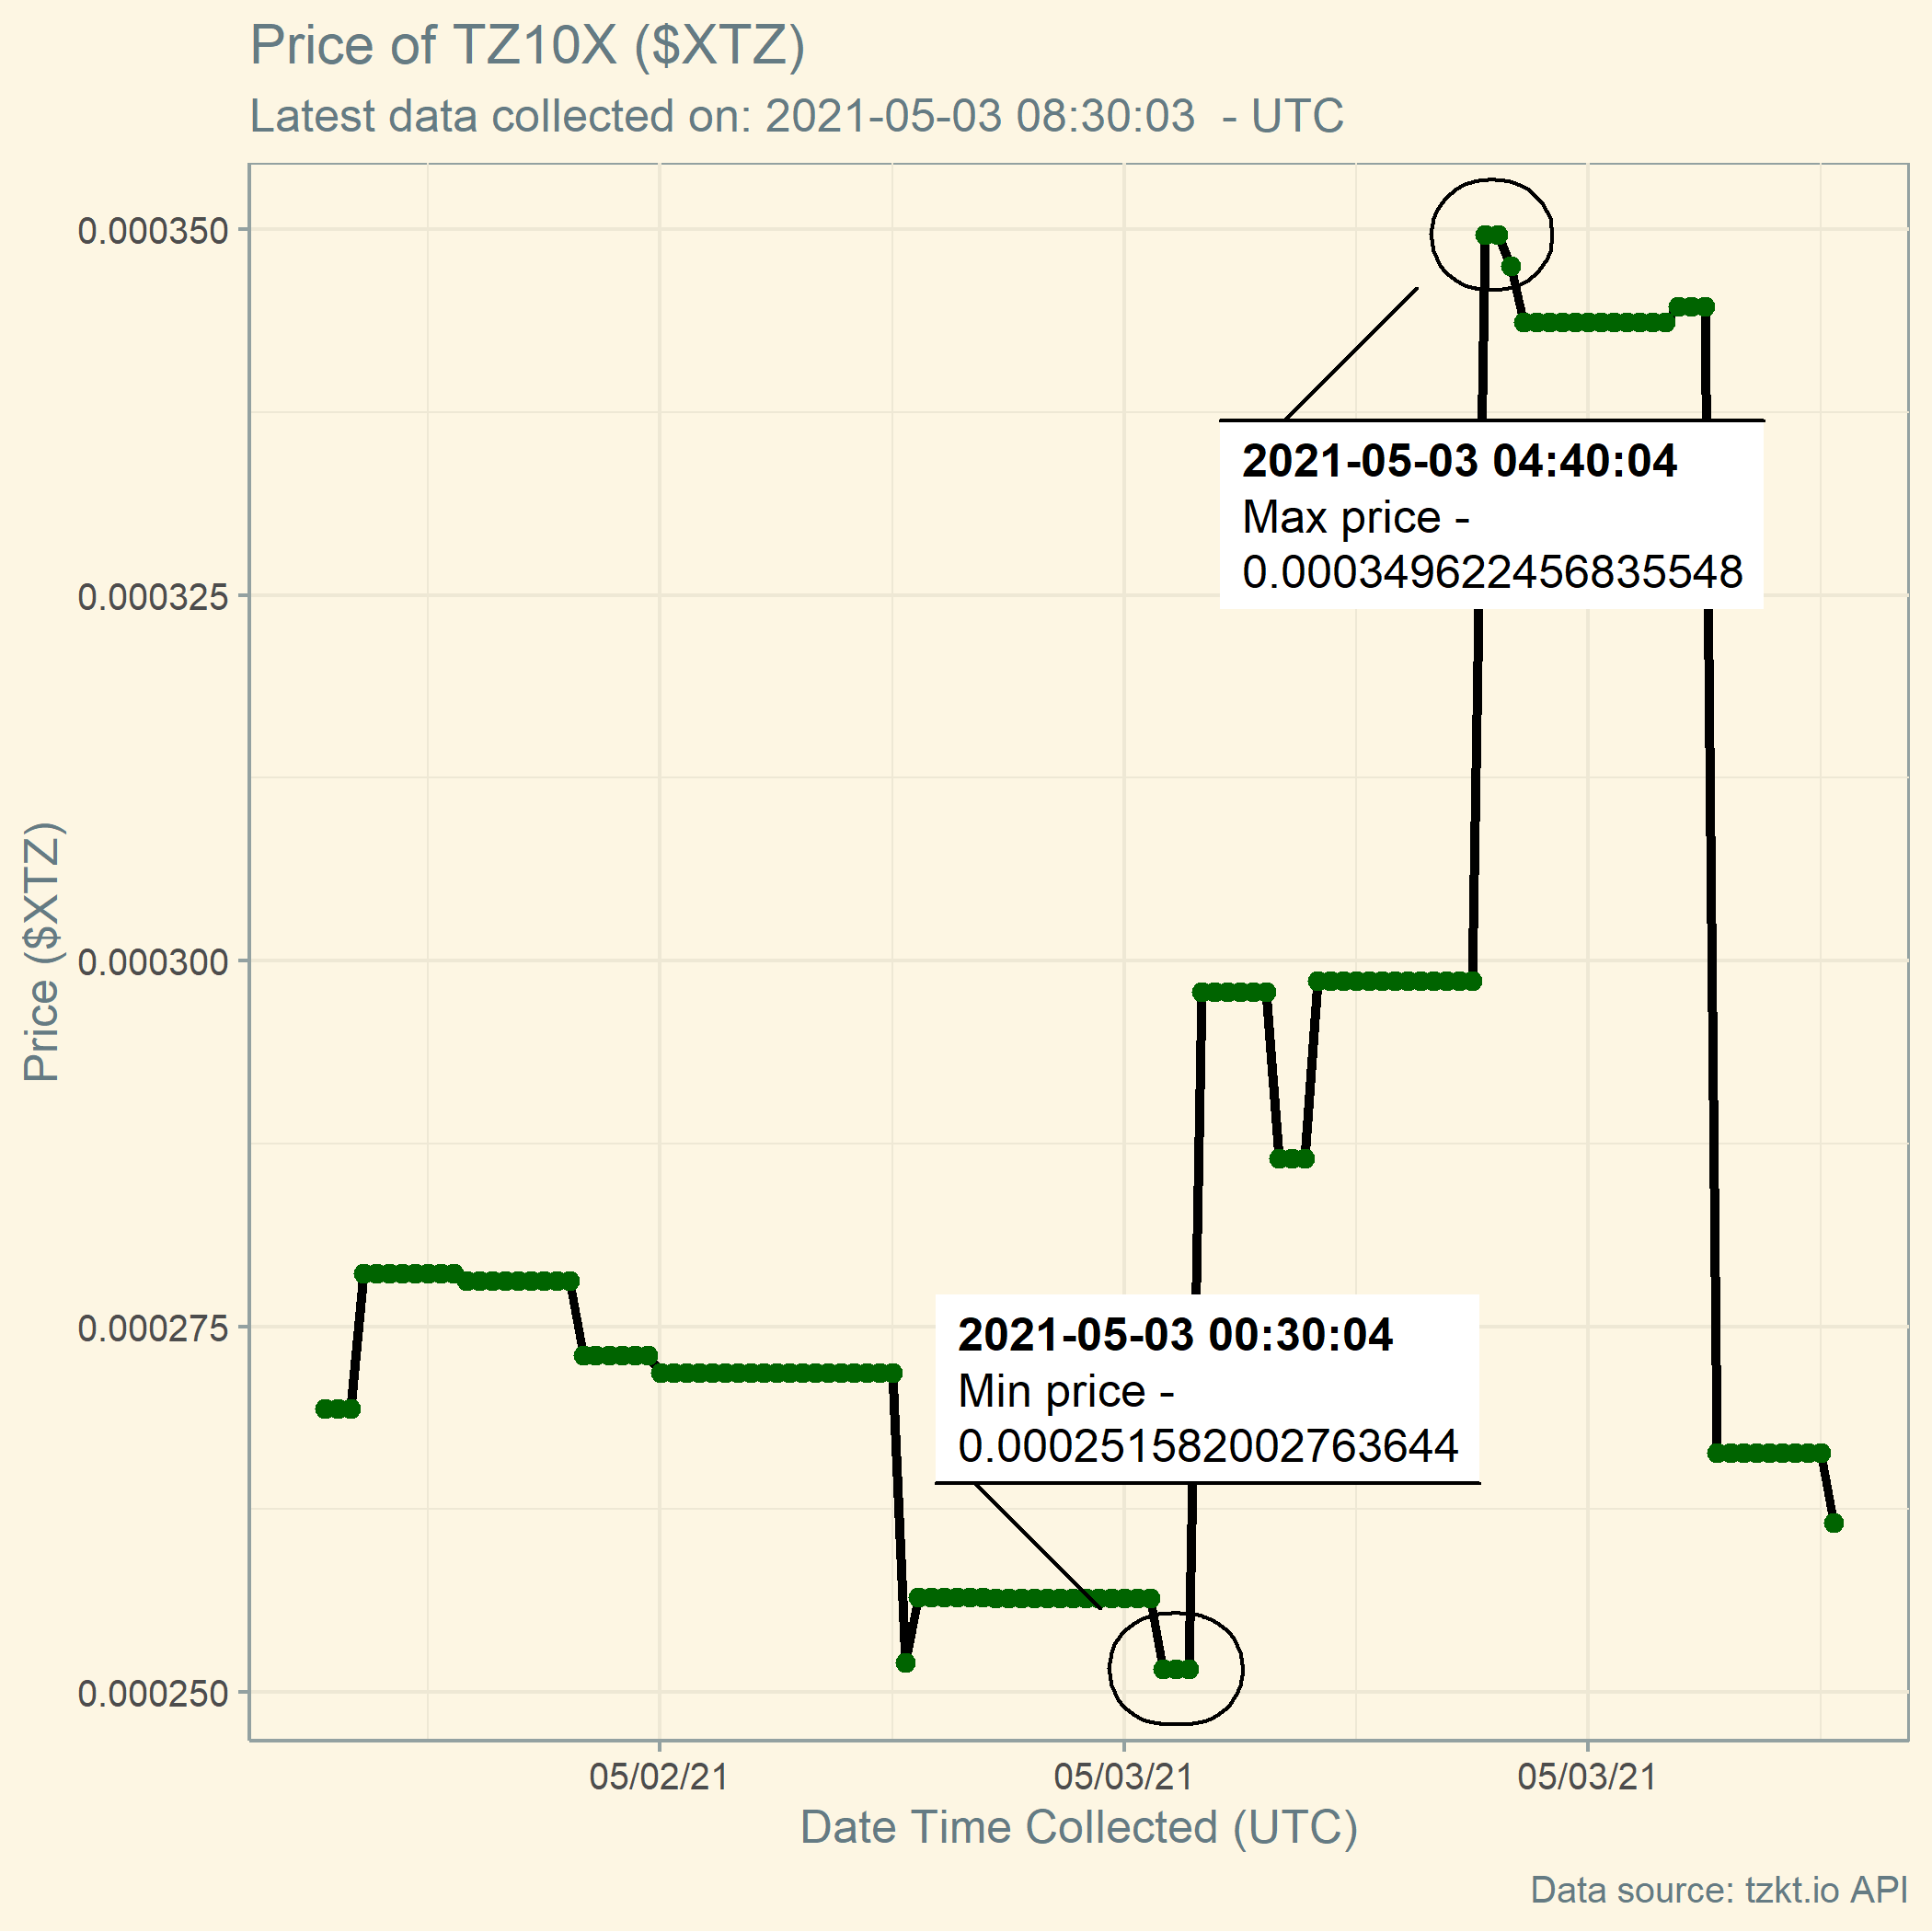 Price of TZ10X ($XTZ)
Latest data collected on: 2021-05-03 08:30:03  - UTC
0.000350
0.000325
0.000300
0.000275
0.000250
Price ($XTZ)
2021-05-03 04:40:04
Max price -
0.000349622456835548
2021-05-03 00:30:04
Min price -
0.000251582002763644
05/02/21
05/03/21
05/03/21
Date Time Collected (UTC)
Data source: tzkt.io API